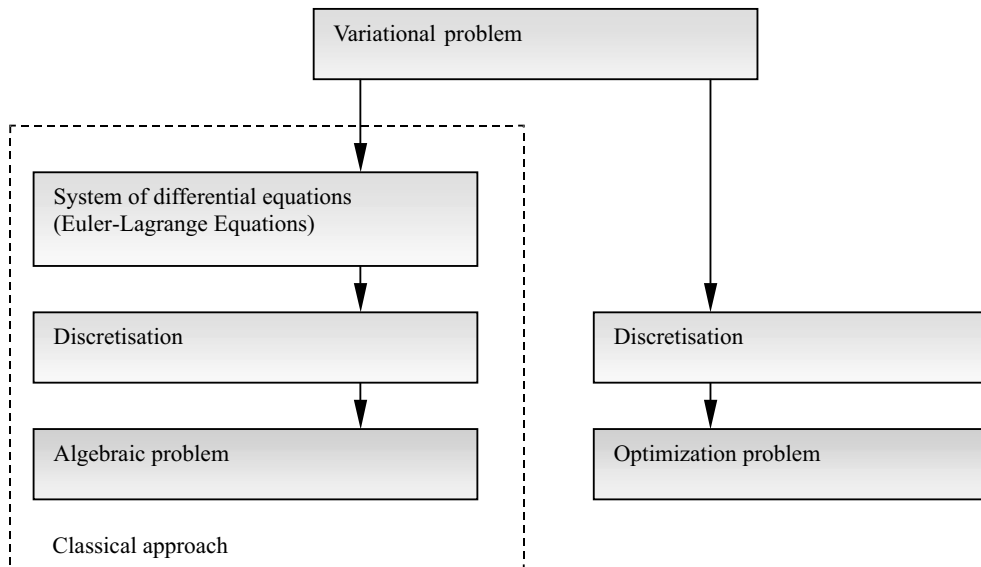 Variational problem
System of differential equations
(Euler-Lagrange Equations)
Discretisation
Discretisation
Algebraic problem
Optimization problem
Classical approach